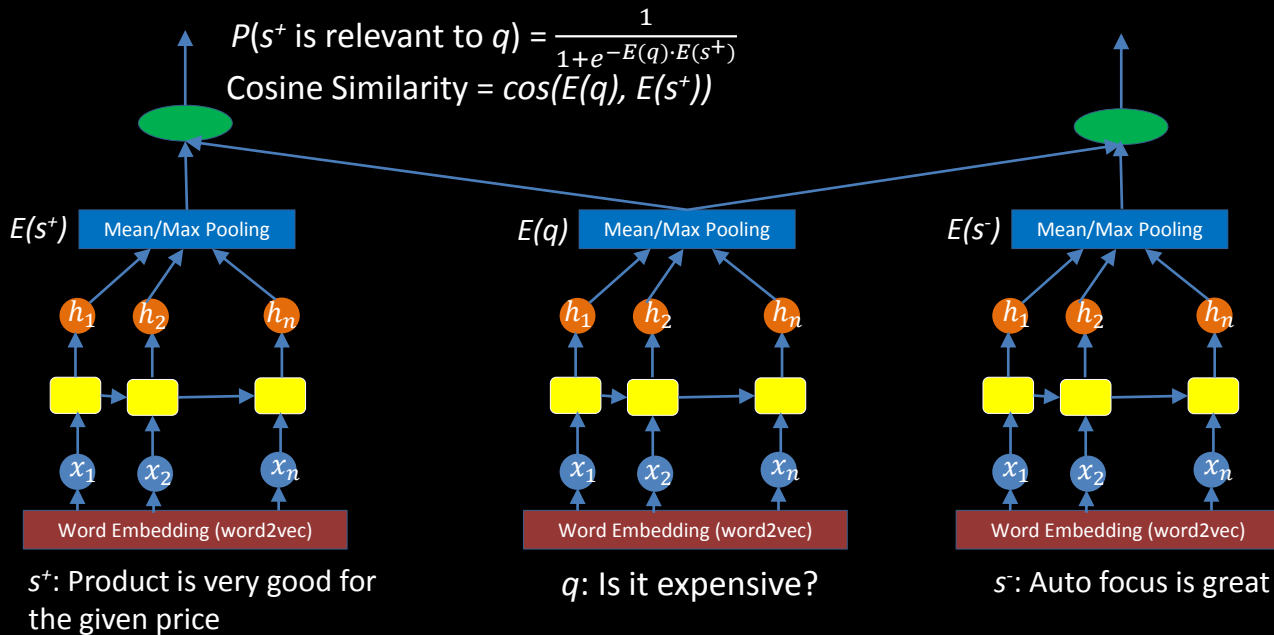 P(s⁺ is relevant to q) = \frac{1}{1+e^{-E(q)·E(s^+)}}
Cosine Similarity = cos(E(q), E(s⁺))
E(s⁺)
Mean/Max Pooling
E(q)
Mean/Max Pooling
E(s⁻)
Mean/Max Pooling
h₁ h₂ hₙ
h₁ h₂ hₙ
h₁ h₂ hₙ
x₁ x₂ xₙ
x₁ x₂ xₙ
x₁ x₂ xₙ
Word Embedding (word2vec)
Word Embedding (word2vec)
Word Embedding (word2vec)
s⁺: Product is very good for
the given price
q: Is it expensive?
s⁻: Auto focus is great